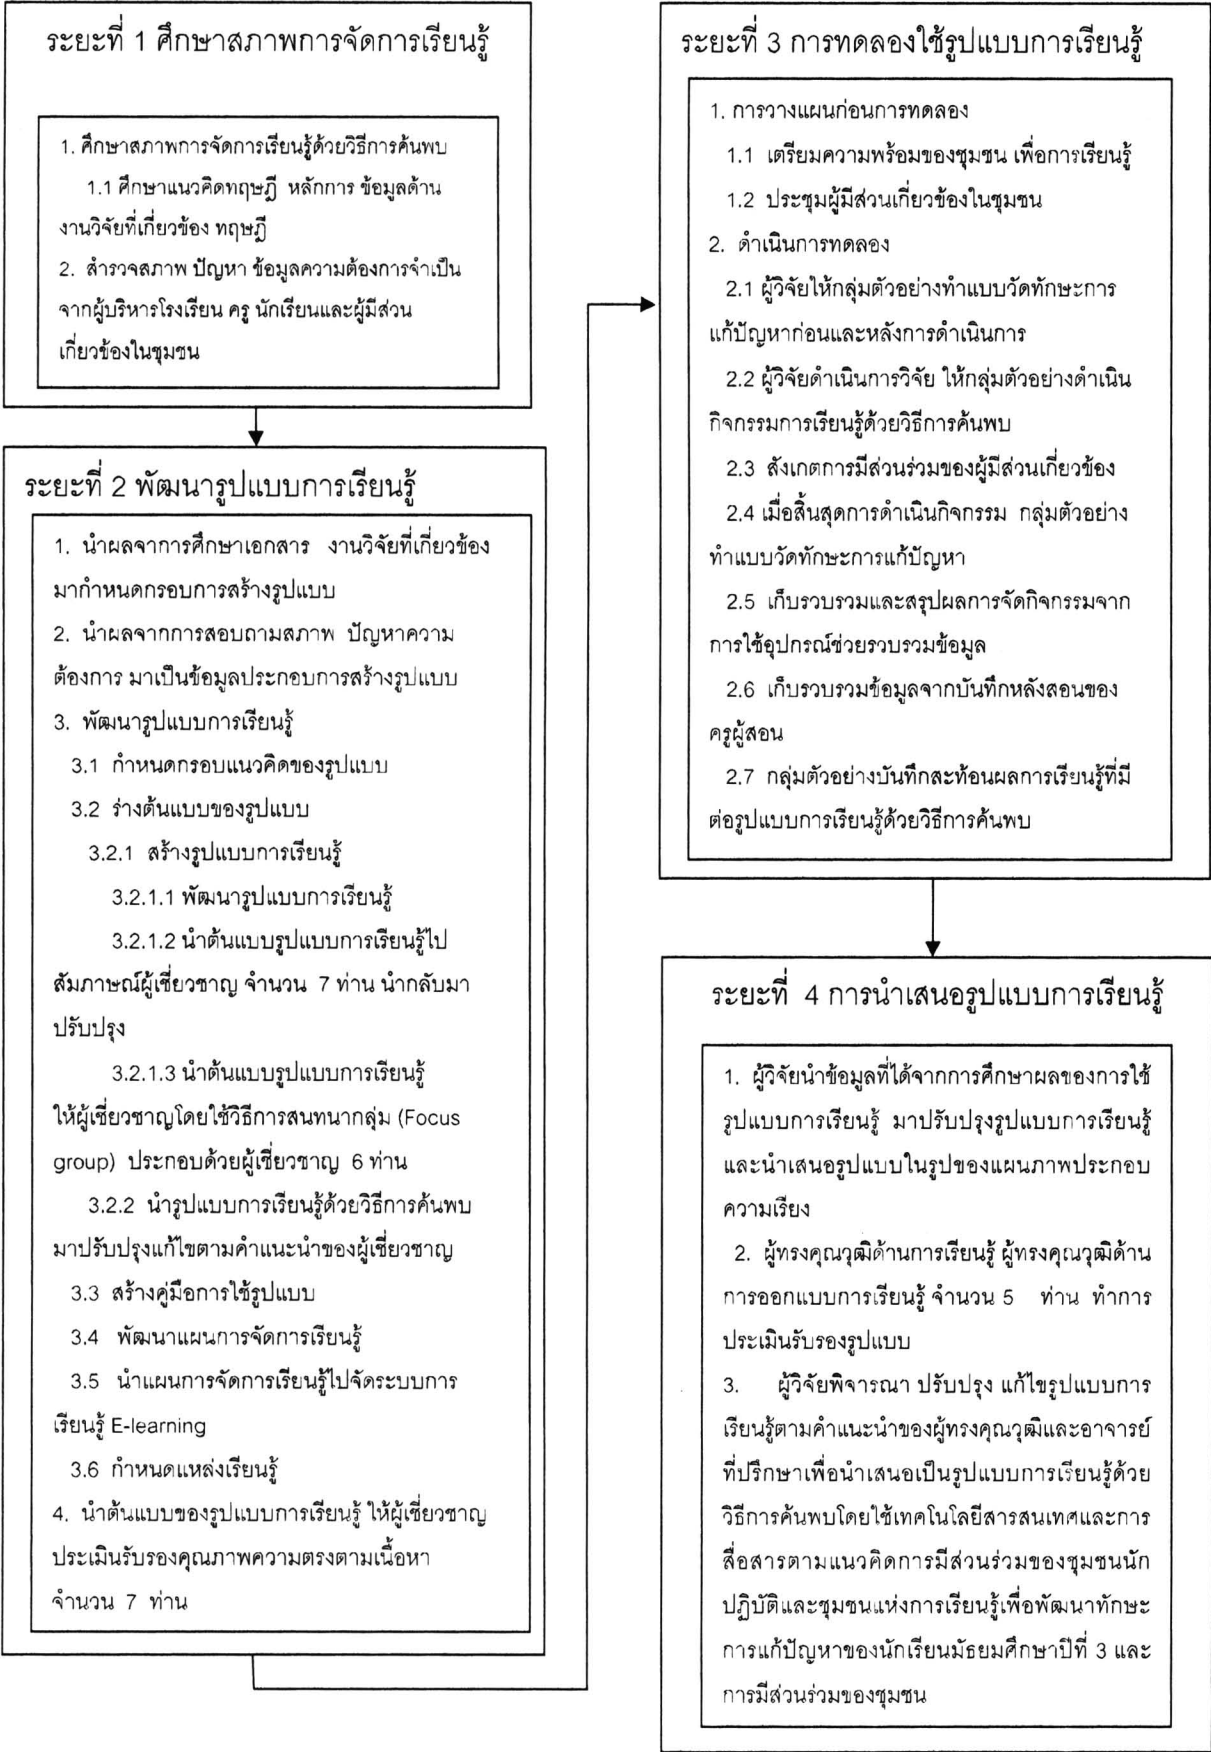 ระยะที่ 1 ศึกษาสภาพการจัดการเรียนรู้
1. ศึกษาสภาพการจัดการเรียนรู้ด้วยวิธีการค้นพบ
1.1 ศึกษาแนวคิดทฤษฎี หลักการ ข้อมูลด้าน
งานวิจัยที่เกี่ยวข้อง ทฤษฎี
2. สำรวจสภาพ ปัญหา ข้อมูลความต้องการจำเป็น
จากผู้บริหารโรงเรียน ครู นักเรียนและผู้มีส่วน
เกี่ยวข้องในชุมชน
ระยะที่ 2 พัฒนารูปแบบการเรียนรู้
1. นำผลจากการศึกษาเอกสาร งานวิจัยที่เกี่ยวข้อง
มากำหนดกรอบการสร้างรูปแบบ
2. นำผลจากการสอบถามสภาพ ปัญหาความ
ต้องการ มาเป็นข้อมูลประกอบการสร้างรูปแบบ
3. พัฒนารูปแบบการเรียนรู้
3.1 กำหนดกรอบแนวคิดของรูปแบบ
3.2 ร่างต้นแบบของรูปแบบ
3.2.1 สร้างรูปแบบการเรียนรู้
3.2.1.1 พัฒนารูปแบบการเรียนรู้
3.2.1.2 นำต้นแบบรูปแบบการเรียนรู้ไป
สัมภาษณ์ผู้เชี่ยวชาญ จำนวน 7 ท่าน นำกลับมา
ปรับปรุง
3.2.1.3 นำต้นแบบรูปแบบการเรียนรู้
ให้ผู้เชี่ยวชาญโดยใช้วิธีการสนทนากลุ่ม (Focus
group) ประกอบด้วยผู้เชี่ยวชาญ 6 ท่าน
3.2.2 นำรูปแบบการเรียนรู้ด้วยวิธีการค้นพบ
มาปรับปรุงแก้ไขตามคำแนะนำของผู้เชี่ยวชาญ
3.3 สร้างคู่มือการใช้รูปแบบ
3.4 พัฒนาแผนการจัดการเรียนรู้
3.5 นำแผนการจัดการเรียนรู้ไปจัดระบบการ
เรียนรู้ E-learning
3.6 กำหนดแหล่งเรียนรู้
4. นำต้นแบบของรูปแบบการเรียนรู้ ให้ผู้เชี่ยวชาญ
ประเมินรับรองคุณภาพความตรงตามเนื้อหา
จำนวน 7 ท่าน
ระยะที่ 3 การทดลองใช้รูปแบบการเรียนรู้
1. การวางแผนก่อนการทดลอง
1.1 เตรียมความพร้อมของชุมชน เพื่อการเรียนรู้
1.2 ประชุมผู้มีส่วนเกี่ยวข้องในชุมชน
2. ดำเนินการทดลอง
2.1 ผู้วิจัยให้กลุ่มตัวอย่างทำแบบวัดทักษะการ
แก้ปัญหาก่อนและหลังการดำเนินการ
2.2 ผู้วิจัยดำเนินการวิจัย ให้กลุ่มตัวอย่างดำเนิน
กิจกรรมการเรียนรู้ด้วยวิธีการค้นพบ
2.3 สังเกตการมีส่วนร่วมของผู้มีส่วนเกี่ยวข้อง
2.4 เมื่อสิ้นสุดการดำเนินกิจกรรม กลุ่มตัวอย่าง
ทำแบบวัดทักษะการแก้ปัญหา
2.5 เก็บรวบรวมและสรุปผลการจัดกิจกรรมจาก
การใช้อุปกรณ์ช่วยรวบรวมข้อมูล
2.6 เก็บรวบรวมข้อมูลจากบันทึกหลังสอนของ
ครูผู้สอน
2.7 กลุ่มตัวอย่างบันทึกสะท้อนผลการเรียนรู้ที่มี
ต่อรูปแบบการเรียนรู้ด้วยวิธีการค้นพบ
ระยะที่ 4 การนำเสนอรูปแบบการเรียนรู้
1. ผู้วิจัยนำข้อมูลที่ได้จากการศึกษาผลของการใช้
รูปแบบการเรียนรู้ มาปรับปรุงรูปแบบการเรียนรู้
และนำเสนอรูปแบบในรูปของแผนภาพประกอบ
ความเรียง
2. ผู้ทรงคุณวุฒิด้านการเรียนรู้ ผู้ทรงคุณวุฒิด้าน
การออกแบบการเรียนรู้ จำนวน 5 ท่าน ทำการ
ประเมินรับรองรูปแบบ
3. ผู้วิจัยพิจารณา ปรับปรุง แก้ไขรูปแบบการ
เรียนรู้ตามคำแนะนำของผู้ทรงคุณวุฒิและอาจารย์
ที่ปรึกษาเพื่อนำเสนอเป็นรูปแบบการเรียนรู้ด้วย
วิธีการค้นพบโดยใช้เทคโนโลยีสารสนเทศและการ
สื่อสารตามแนวคิดการมีส่วนร่วมของชุมชนนัก
ปฏิบัติและชุมชนแห่งการเรียนรู้เพื่อพัฒนาทักษะ
การแก้ปัญหาของนักเรียนมัธยมศึกษาปีที่ 3 และ
การมีส่วนร่วมของชุมชน